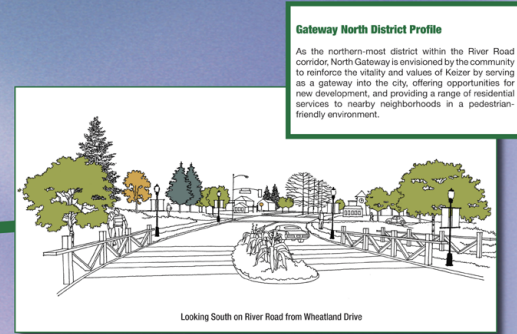 Gateway North District Profile
As the northern-most district within the River Road
corridor, North Gateway is envisioned by the community
to reinforce the vitality and values of Keizer by serving
as a gateway into the city, offering opportunities for
new development, and providing a range of residential
services to nearby neighborhoods in a pedestrian-
friendly environment.
Looking South on River Road from Wheatland Drive